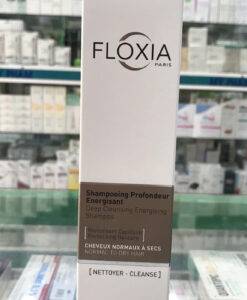 FLOXIA
PARIS
Shampooing Profondeur
Energisant
Deep Cleansing Energising
Shampoo
CHEVEUX NORMAUX À SECS
NORMAL TO DRY HAIR
[ NETTOYER - CLEANSE ]